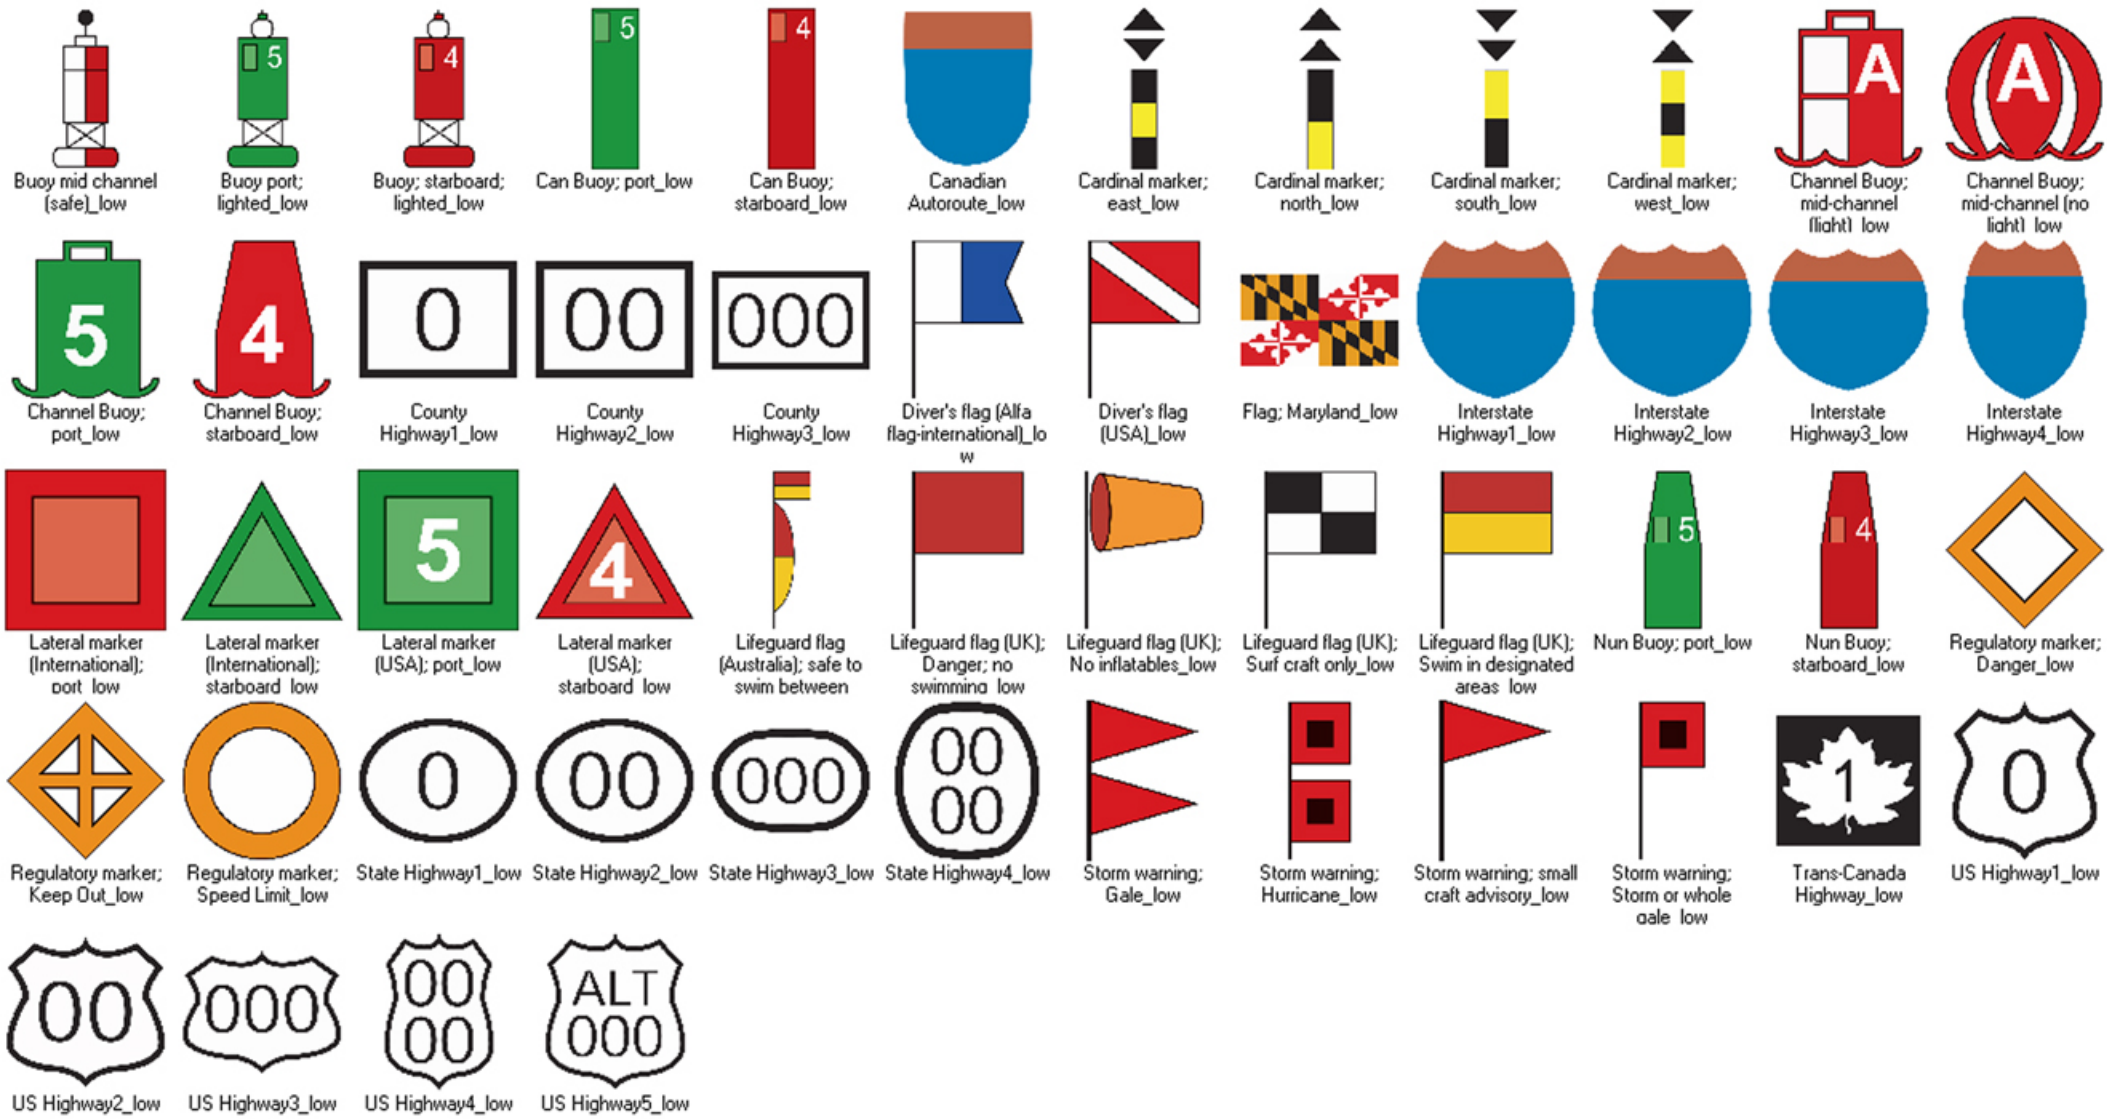 5
4
5
4
A
A
Buoy mid channel
(safe)_low
Buoy port;
lighted_low
Buoy; starboard;
lighted_low
Can Buoy; port_low
Can Buoy;
starboard_low
Canadian
Autoroute_low
Cardinal marker;
east_low
Cardinal marker;
north_low
Cardinal marker;
south_low
Cardinal marker;
west_low
Channel Buoy;
mid-channel
(light)_low
Channel Buoy;
mid-channel (no
light)_low
5
4
0
00
000
Channel Buoy;
port_low
Channel Buoy;
starboard_low
County
Highway1_low
County
Highway2_low
County
Highway3_low
Diver's flag (Alfa
flag-international)_lo
w
Diver's flag
(USA)_low
Flag; Maryland_low
Interstate
Highway1_low
Interstate
Highway2_low
Interstate
Highway3_low
Interstate
Highway4_low
5
4
5
4
Lateral marker
(International);
port_low
Lateral marker
(International);
starboard_low
Lateral marker
(USA); port_low
Lateral marker
(USA);
starboard_low
Lifeguard flag
(Australia); safe to
swim between
Lifeguard flag (UK);
Danger; no
swimming_low
Lifeguard flag (UK);
No inflatables_low
Lifeguard flag (UK);
Surf craft only_low
Lifeguard flag (UK);
Swim in designated
areas_low
Nun Buoy; port_low
Nun Buoy;
starboard_low
Regulatory marker;
Danger_low
0
00
000
00
00
1
0
Regulatory marker;
Keep Out_low
Regulatory marker;
Speed Limit_low
State Highway1_low
State Highway2_low
State Highway3_low
State Highway4_low
Storm warning;
Gale_low
Storm warning;
Hurricane_low
Storm warning; small
craft advisory_low
Storm warning;
Storm or whole
gale_low
Trans-Canada
Highway_low
US Highway1_low
00
000
00
00
ALT
000
US Highway2_low
US Highway3_low
US Highway4_low
US Highway5_low